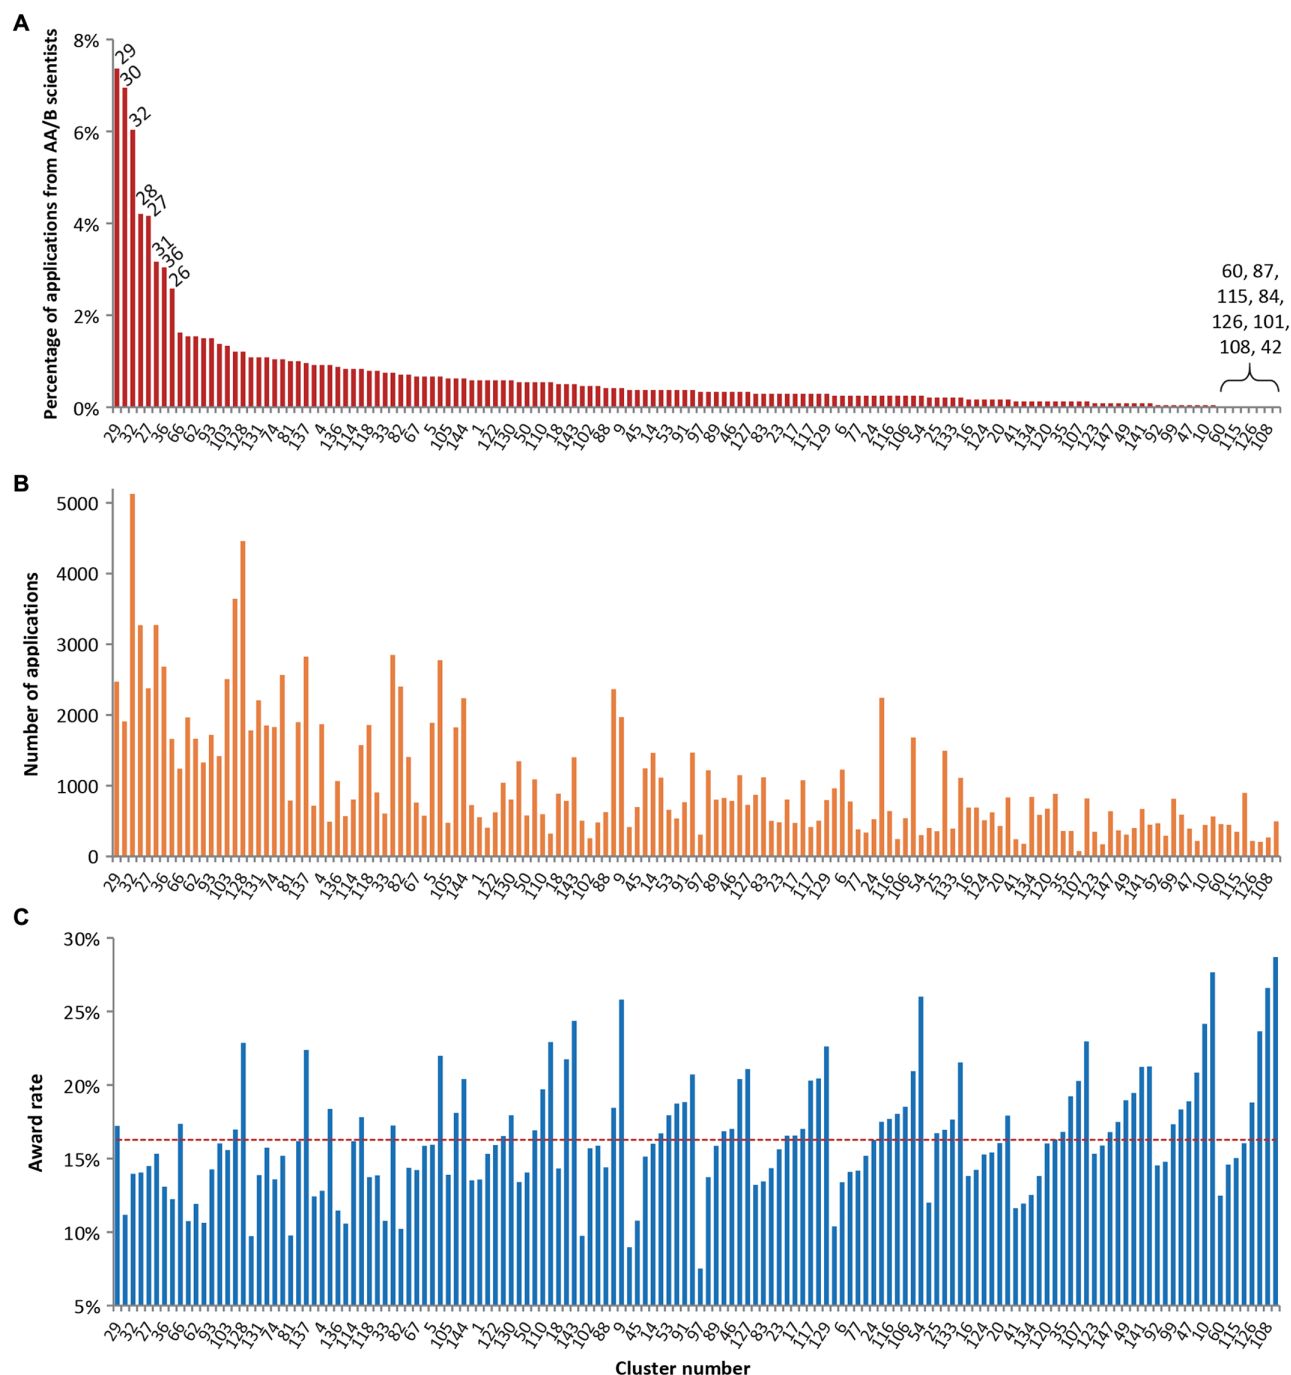 A
Percentage of applications from AA/B scientists
8%
6%
4%
2%
0%
29
30
32
28
27
31
36
26
60, 87,
115, 84,
126, 101,
108, 42
29 32 27 36 66 62 93 103 128 131 74 81 137 4 136 114 118 33 82 67 5 105 144 1 122 130 50 110 18 143 102 88 9 45 14 53 91 97 89 46 127 83 23 17 117 129 6 77 24 116 106 54 25 133 16 124 20 41 134 120 35 107 123 147 49 141 92 99 47 10 60 115 126 108
B
Number of applications
5000
4000
3000
2000
1000
0
29 32 27 36 66 62 93 103 128 131 74 81 137 4 136 114 118 33 82 67 5 105 144 1 122 130 50 110 18 143 102 88 9 45 14 53 91 97 89 46 127 83 23 17 117 129 6 77 24 116 106 54 25 133 16 124 20 41 134 120 35 107 123 147 49 141 92 99 47 10 60 115 126 108
C
Award rate
30%
25%
20%
15%
10%
5%
29 32 27 36 66 62 93 103 128 131 74 81 137 4 136 114 118 33 82 67 5 105 144 1 122 130 50 110 18 143 102 88 9 45 14 53 91 97 89 46 127 83 23 17 117 129 6 77 24 116 106 54 25 133 16 124 20 41 134 120 35 107 123 147 49 141 92 99 47 10 60 115 126 108
Cluster number